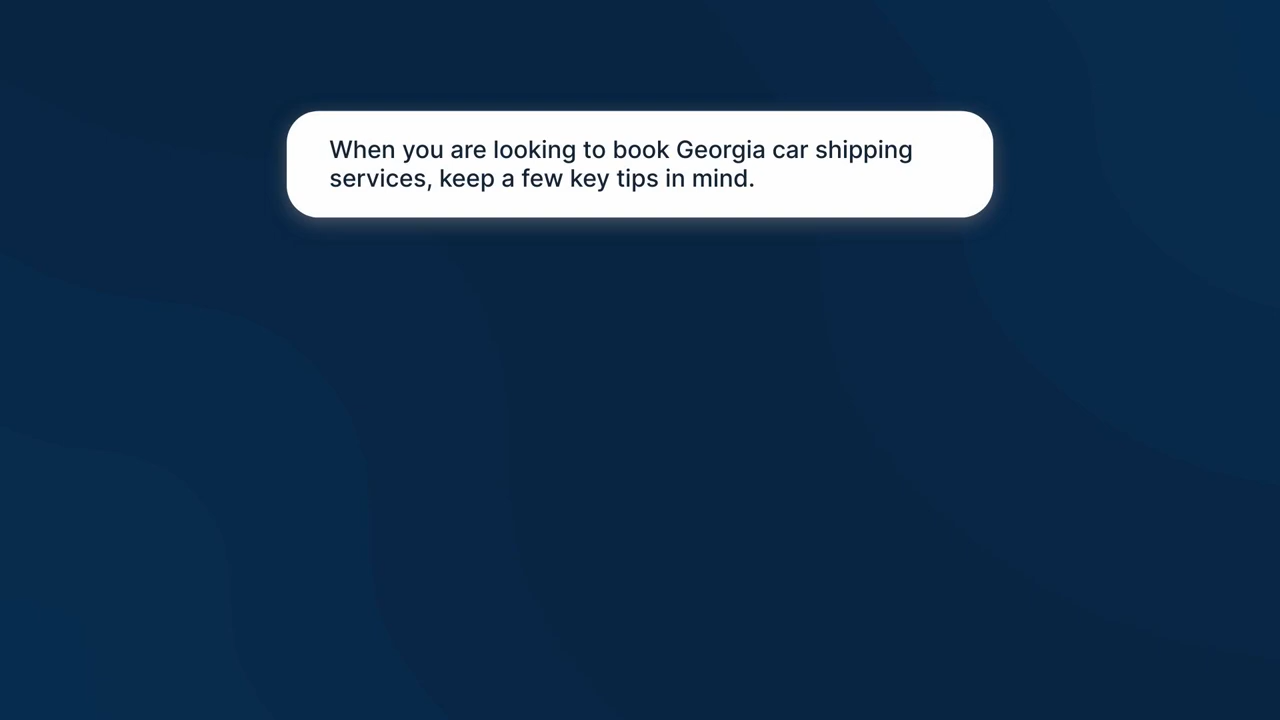 When you are looking to book Georgia car shipping
services, keep a few key tips in mind.